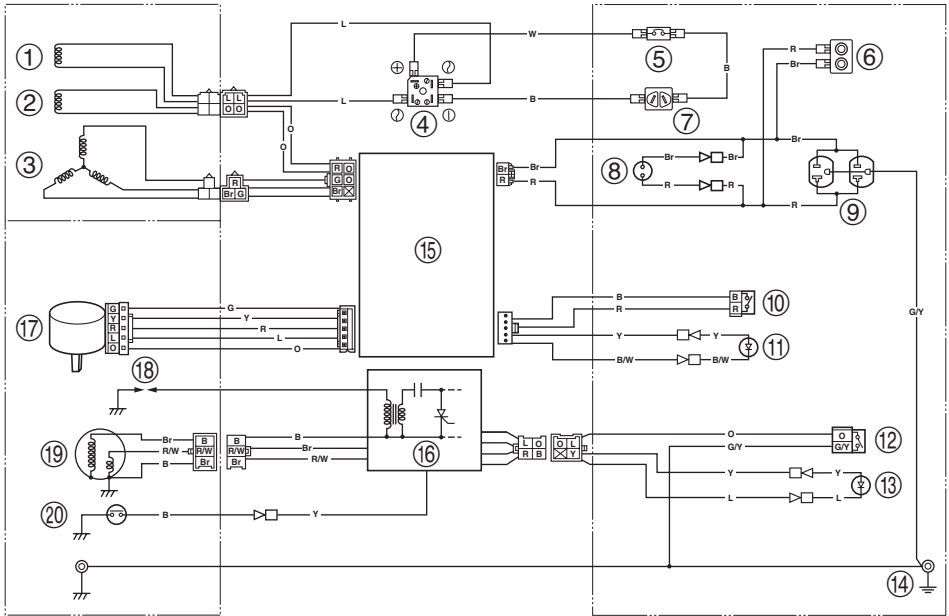 L
W
①
②
③
L L
O O
L
④
⑤
B
B
⑦
R
Br
⑥
O
O
R
Br G
R O
G O
Br
⑮
Br
R
Br
R
⑧
Br
Br
R
R
Br
R
⑨
G/Y
⑰
G
Y
R
L
O
G
Y
R
L
O
B
R
B
R
⑩
Y
Y
B/W
B/W
⑪
⑱
⑯
⑲
Br
R/W
B
B
R/W
Br
B
R/W
Br
B
Br
R/W
L O
R B
O L
Y
O
G/Y
O
G/Y
⑫
Y
Y
L
L
⑬
⑳
B
Y
⑭